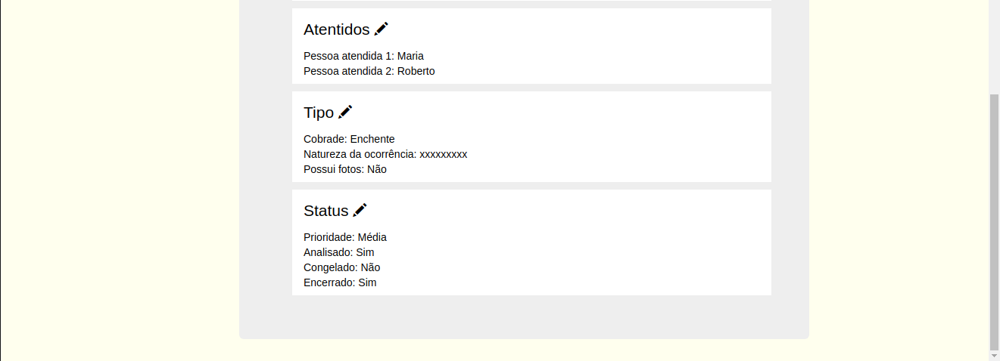 Atentidos
Pessoa atendida 1: Maria
Pessoa atendida 2: Roberto
Tipo
Cobrade: Enchente
Natureza da ocorrência: xxxxxxxxx
Possui fotos: Não
Status
Prioridade: Média
Analisado: Sim
Congelado: Não
Encerrado: Sim